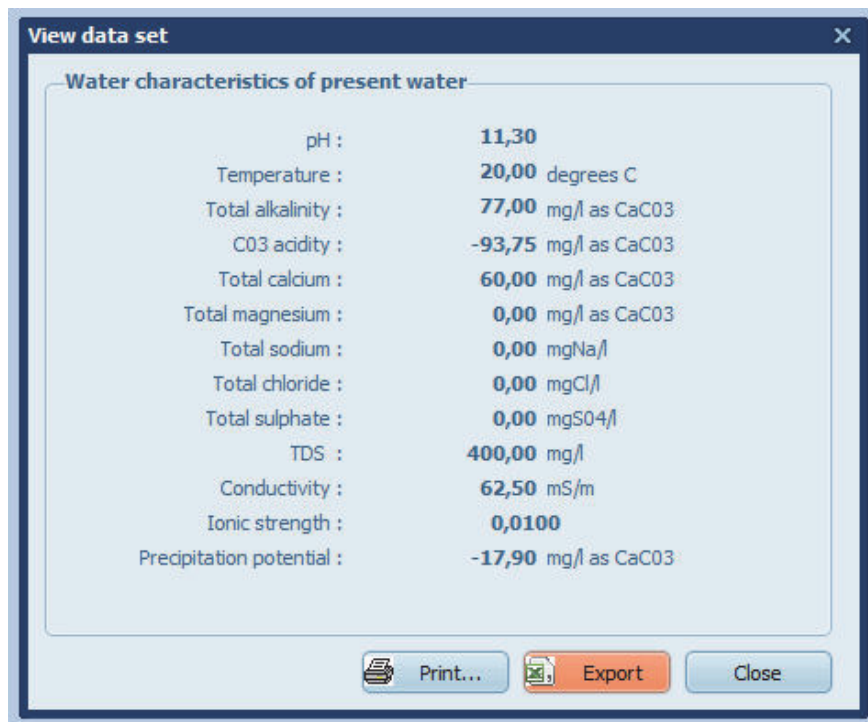 View data set
Water characteristics of present water
pH : 11,30
Temperature : 20,00 degrees C
Total alkalinity : 77,00 mg/l as CaC03
C03 acidity : -93,75 mg/l as CaC03
Total calcium : 60,00 mg/l as CaC03
Total magnesium : 0,00 mg/l as CaC03
Total sodium : 0,00 mgNa/l
Total chloride : 0,00 mgCl/l
Total sulphate : 0,00 mgS04/l
TDS : 400,00 mg/l
Conductivity : 62,50 mS/m
Ionic strength : 0,0100
Precipitation potential : -17,90 mg/l as CaC03
Print... Export Close